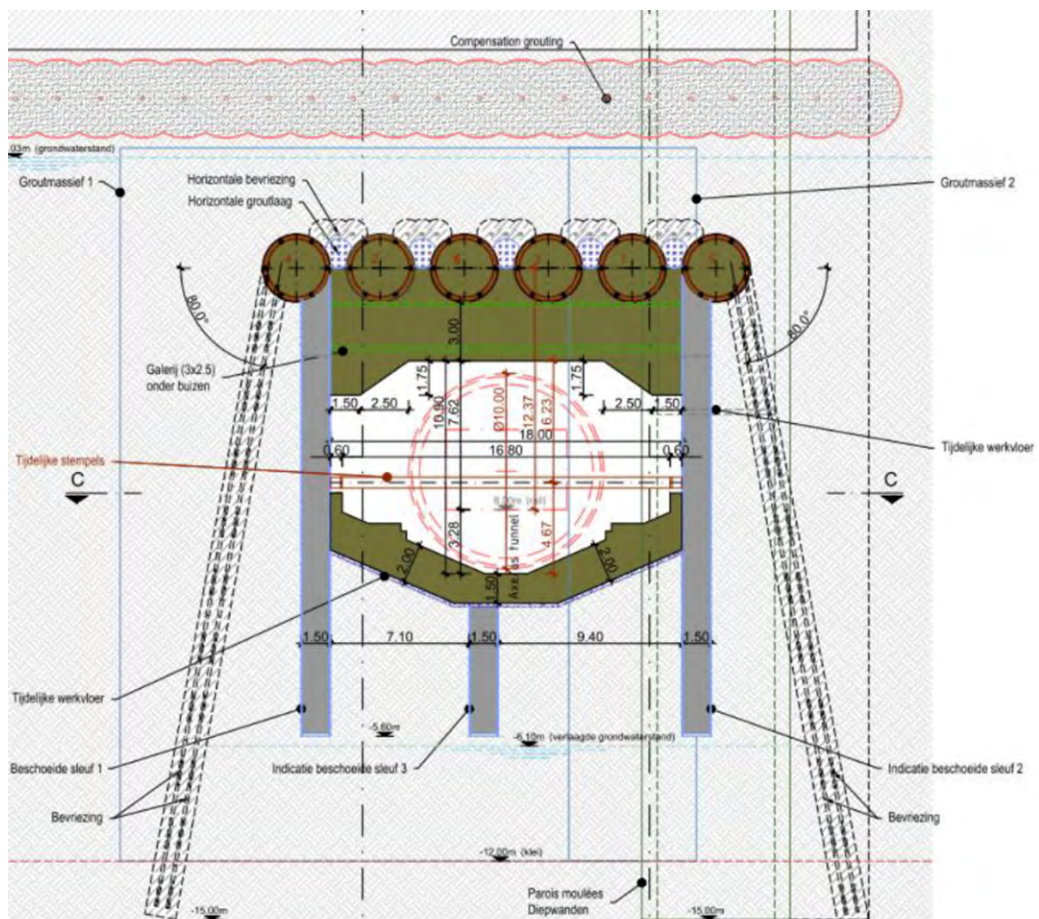 Compensation grouting
.03m (grondwaterstand)
Groutmassief 1
Horizontale bevriezing
Horizontale groutlaag
Groutmassief 2
80.0°
80.0°
3.00
Galerij (3x2.5)
onder buizen
1.75
1.75
1.50
2.50
10.90
7.62
Ø10.00
12.37
6.23
2.50
1.50
18.00
0.60
16.80
0.60
Tijdelijke werkvloer
Tijdelijke stempels
C
C
3.28
Axe/as tunnel
4.67
2.00
2.00
1.50
1.50
7.10
1.50
9.40
1.50
Tijdelijke werkvloer
-5.60m
-6.10m (verlaagde grondwaterstand)
Beschoeide sleuf 1
Indicatie beschoeide sleuf 3
Indicatie beschoeide sleuf 2
Bevriezing
Bevriezing
-12.00m (klei)
Parois moulées
Diepwanden
-15.00m
-15.00m